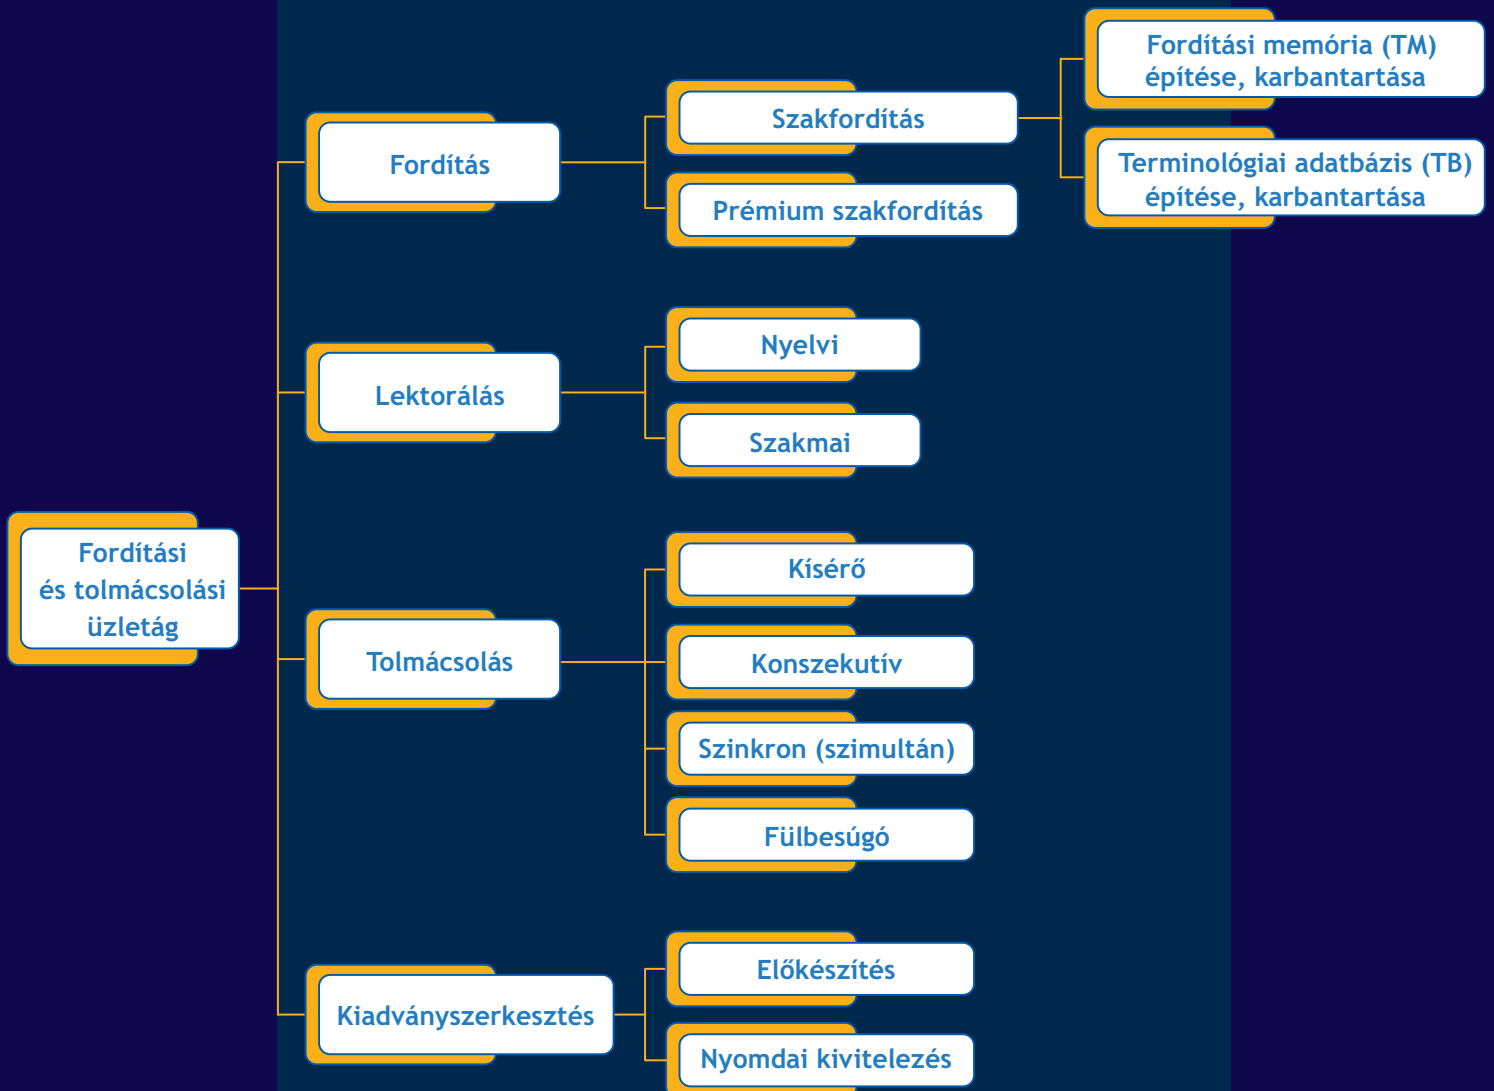 Fordítási
és tolmácsolási
üzletág
Fordítás
Szakfordítás
Fordítási memória (TM)
építése, karbantartása
Terminológiai adatbázis (TB)
építése, karbantartása
Prémium szakfordítás
Lektorálás
Nyelvi
Szakmai
Tolmácsolás
Kísérő
Konszekutív
Szinkron (szimultán)
Fülbesúgó
Kiadványszerkesztés
Előkészítés
Nyomdai kivitelezés